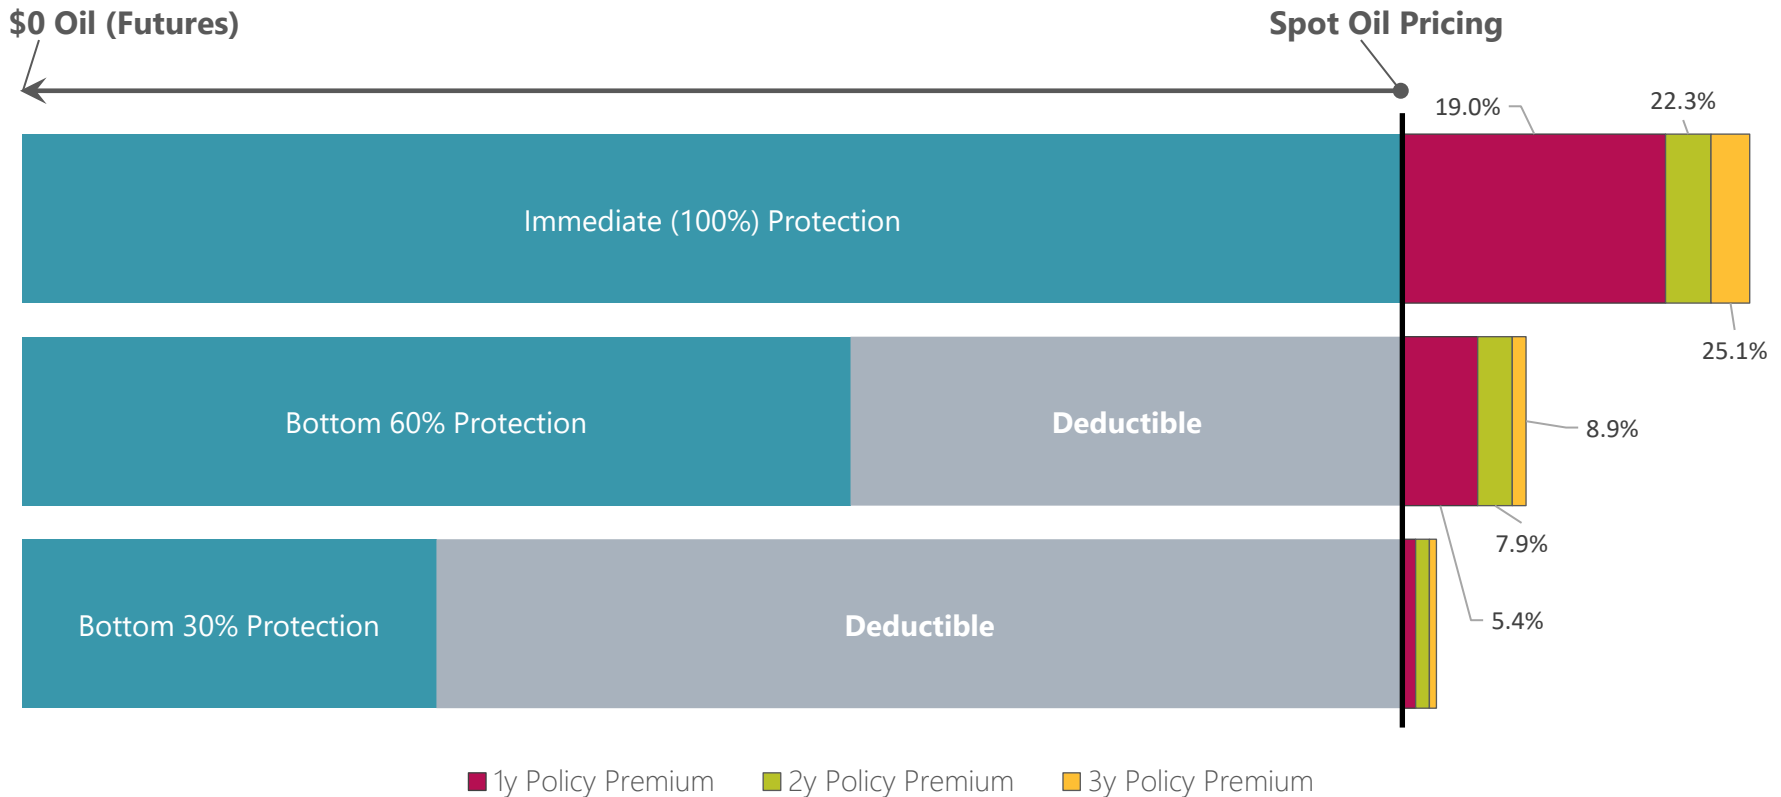 $0 Oil (Futures)
Spot Oil Pricing
19.0%
22.3%
Immediate (100%) Protection
25.1%
Bottom 60% Protection
Deductible
8.9%
7.9%
Bottom 30% Protection
Deductible
5.4%
1y Policy Premium
2y Policy Premium
3y Policy Premium